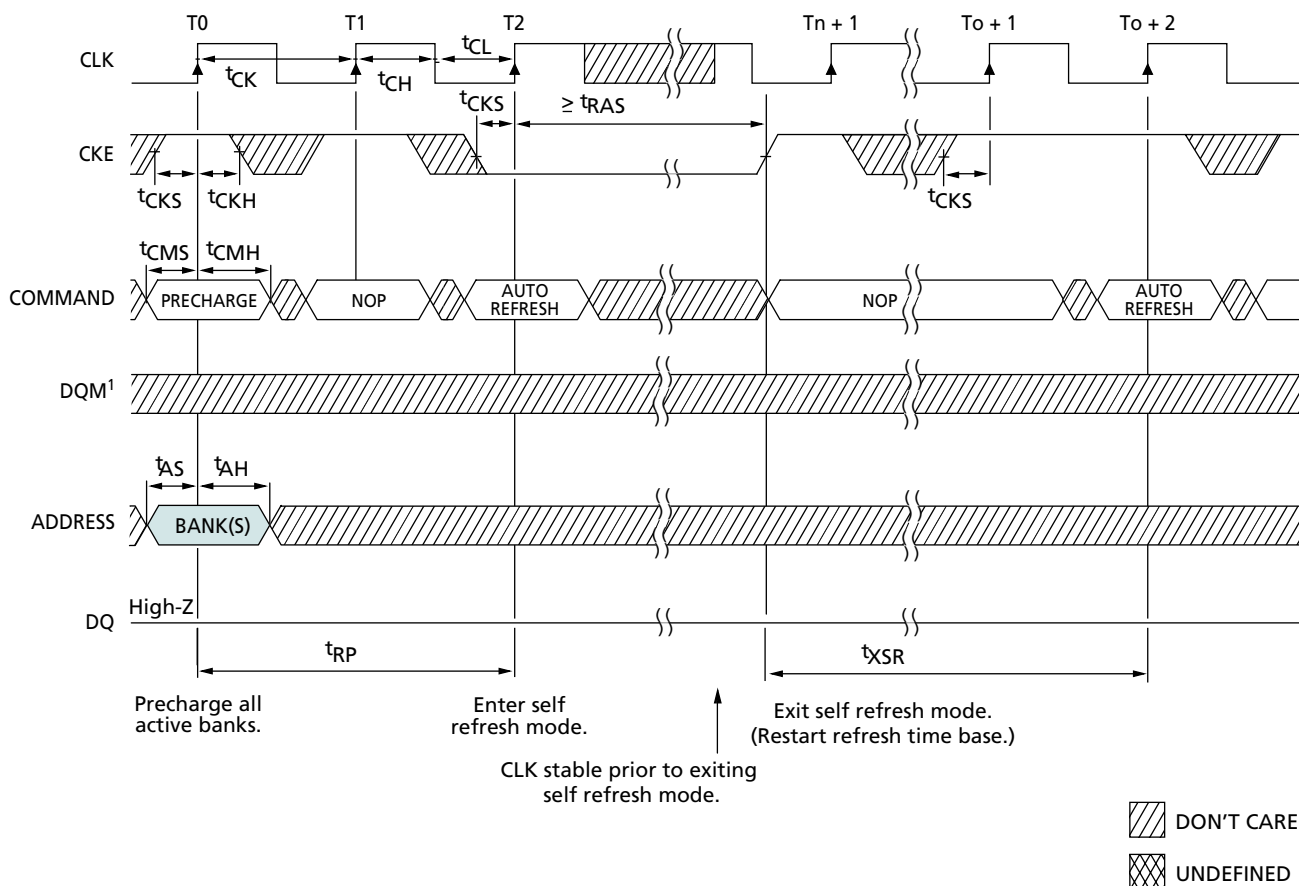 T0 T1 T2 Tn + 1 To + 1 To + 2
CLK
tCK tCH tCL
tCKS ≥ tRAS
CKE
tCKS tCKH tCKS
tCMS tCMH
COMMAND PRECHARGE NOP AUTO REFRESH NOP AUTO REFRESH
DQM1
tAS tAH
ADDRESS BANK(S)
High-Z
DQ
tRP tXSR
Precharge all
active banks.
Enter self
refresh mode.
Exit self refresh mode.
(Restart refresh time base.)
CLK stable prior to exiting
self refresh mode.
DON'T CARE
UNDEFINED